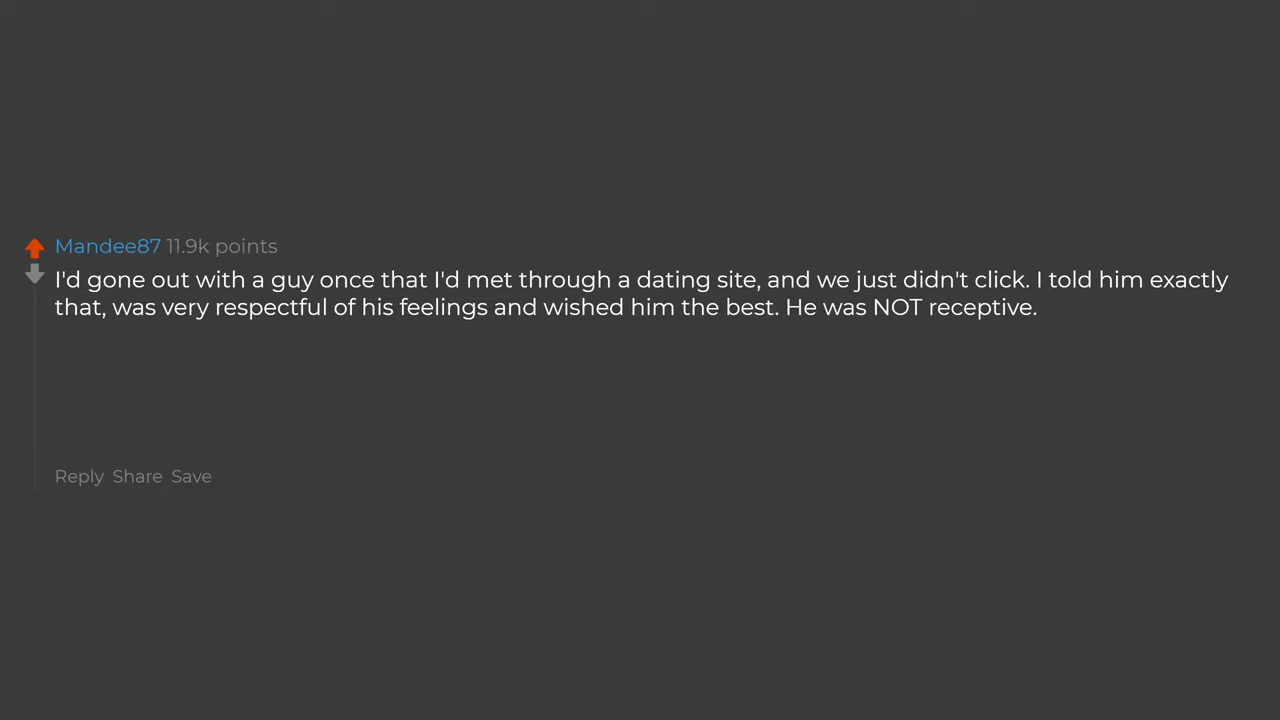 Mandee87 11.9k points
I'd gone out with a guy once that I'd met through a dating site, and we just didn't click. I told him exactly
that, was very respectful of his feelings and wished him the best. He was NOT receptive.
Reply Share Save